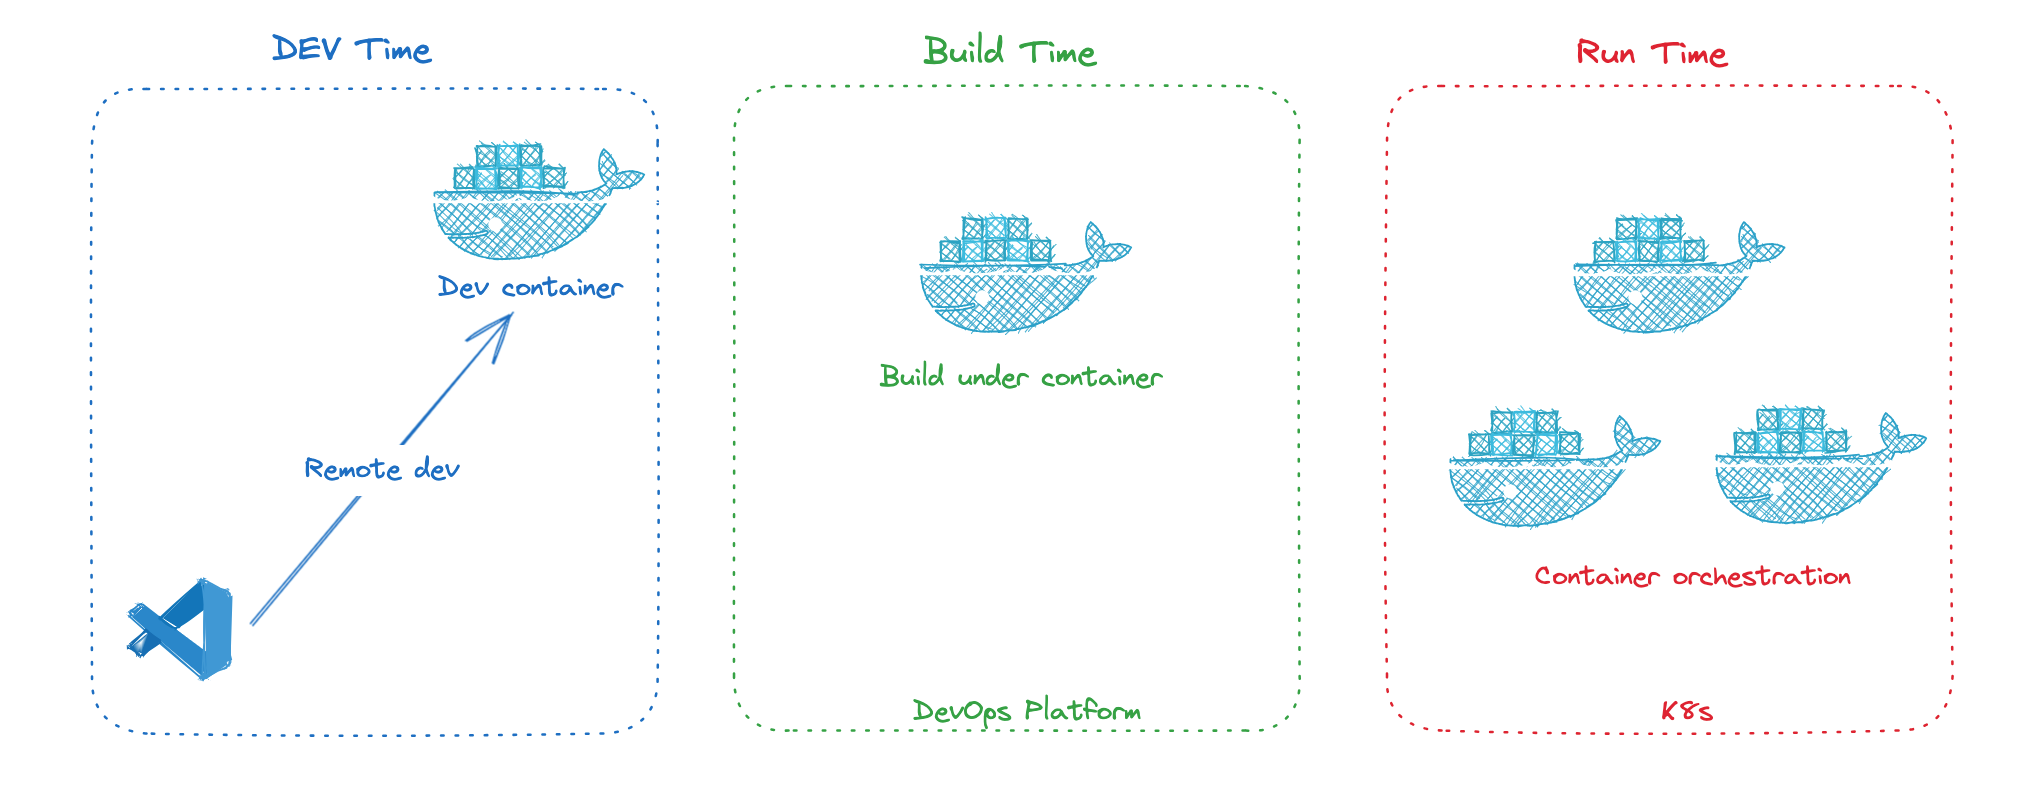 DEV Time
Dev container
Remote dev
Build Time
Build under container
DevOps Platform
Run Time
Container orchestration
K8s